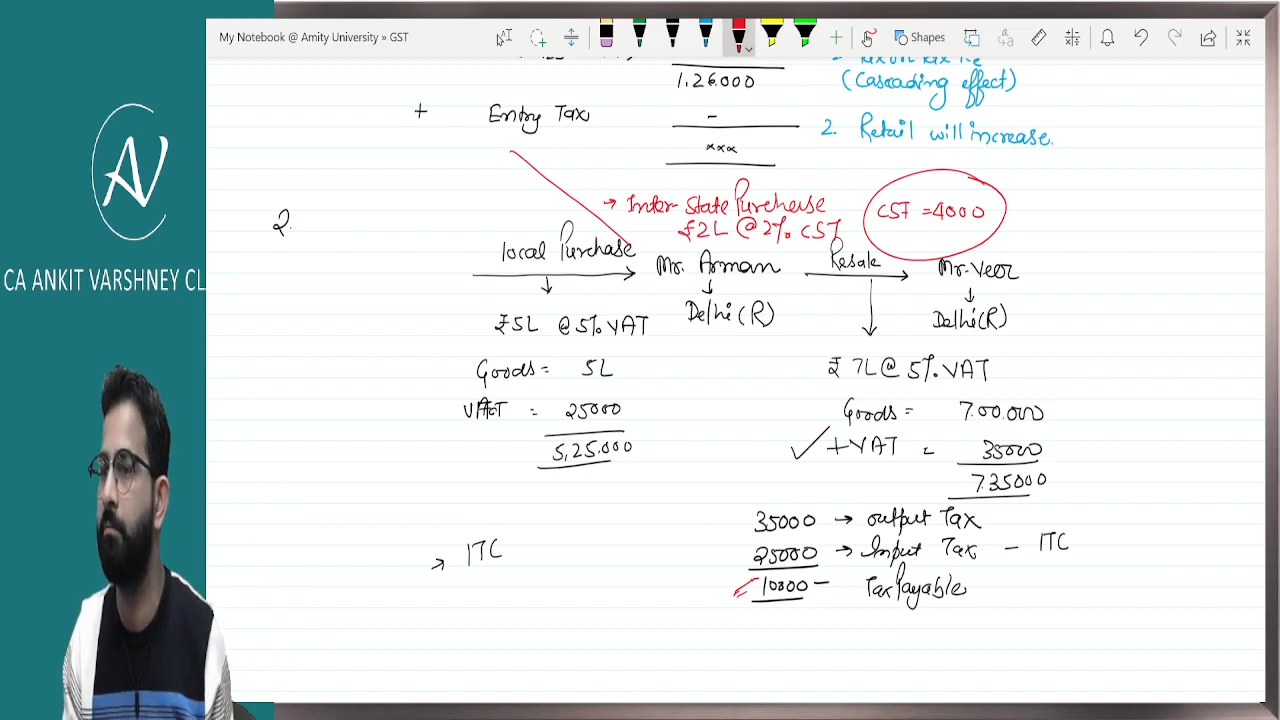 My Notebook @ Amity University » GST
Shapes
AV
CA ANKIT VARSHNEY CL
1,26,000
(Cascading effect)
+ Entry Tax -
2. Retail will increase.
xxx
→ Inter-State Purchase
₹2L @ 2% CST
CST = 4000
2.
local Purchase
Mr. Arman
Resale
Mr. Veer
Delhi (R)
Delhi (R)
₹5L @ 5% VAT
₹ 7L @ 5% VAT
Goods = 5L
VAT = 25000
5,25,000
Goods = 7,00,000
+ VAT = 35000
735000
35000 → output Tax
25000 → Input Tax - ITC
10000 - Tax Payable
→ ITC